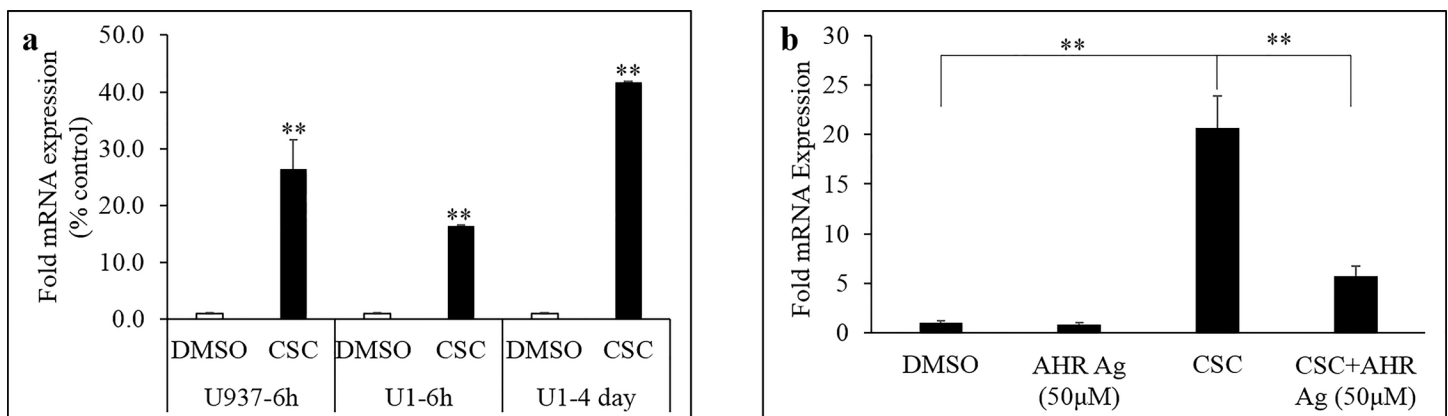 a
Fold mRNA expression
(% control)
50.0
40.0
30.0
20.0
10.0
0.0
**
**
**
DMSO CSC DMSO CSC DMSO CSC
U937-6h U1-6h U1-4 day
b
Fold mRNA Expression
30
25
20
15
10
5
0
** **
DMSO AHR Ag CSC CSC+AHR
(50µM) Ag (50µM)